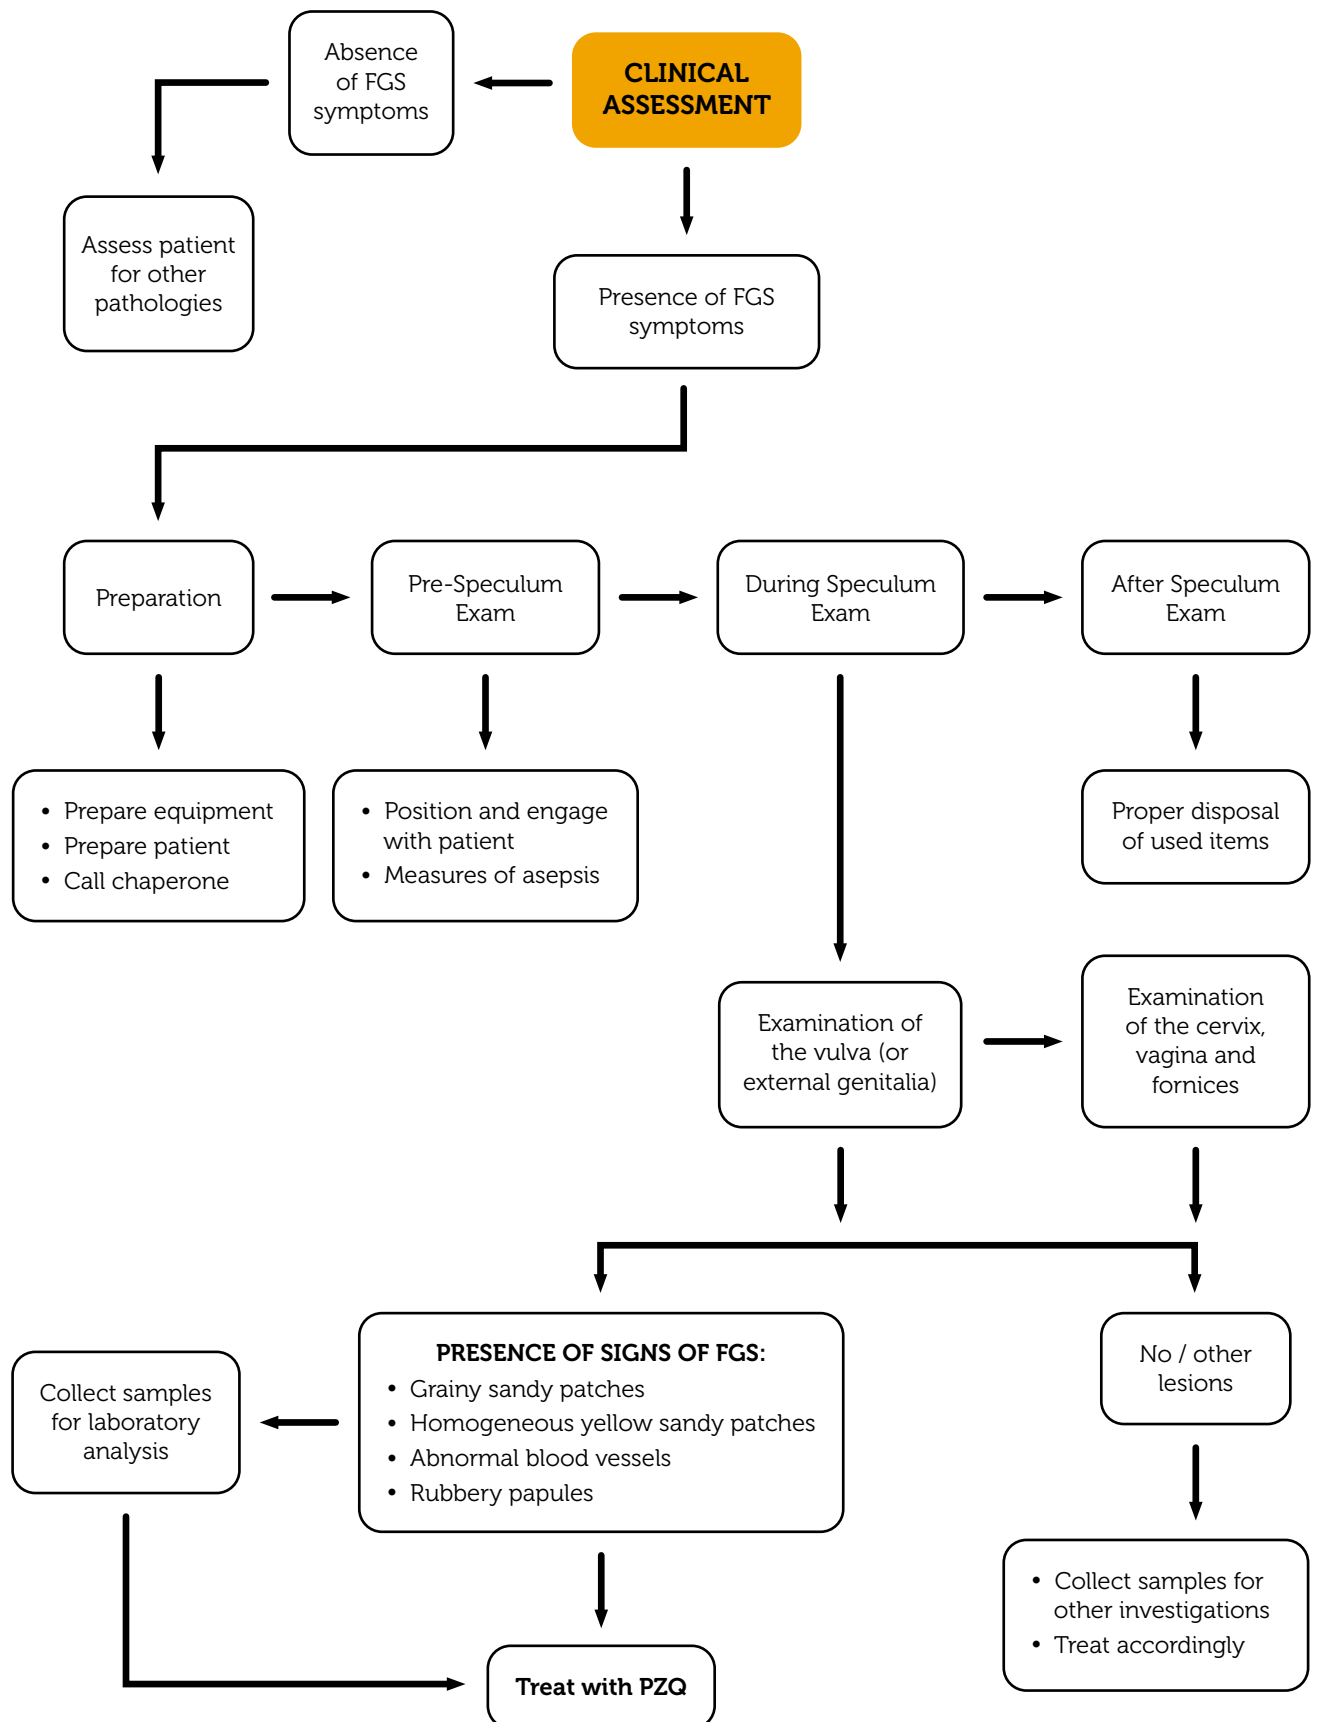 Absence
of FGS
symptoms
CLINICAL
ASSESSMENT
Assess patient
for other
pathologies
Presence of FGS
symptoms
Preparation
Pre-Speculum
Exam
During Speculum
Exam
After Speculum
Exam
• Prepare equipment
• Prepare patient
• Call chaperone
• Position and engage
with patient
• Measures of asepsis
Proper disposal
of used items
Examination of
the vulva (or
external genitalia)
Examination
of the cervix,
vagina and
fornices
Collect samples
for laboratory
analysis
PRESENCE OF SIGNS OF FGS:
• Grainy sandy patches
• Homogeneous yellow sandy patches
• Abnormal blood vessels
• Rubbery papules
No / other
lesions
• Collect samples for
other investigations
• Treat accordingly
Treat with PZQ